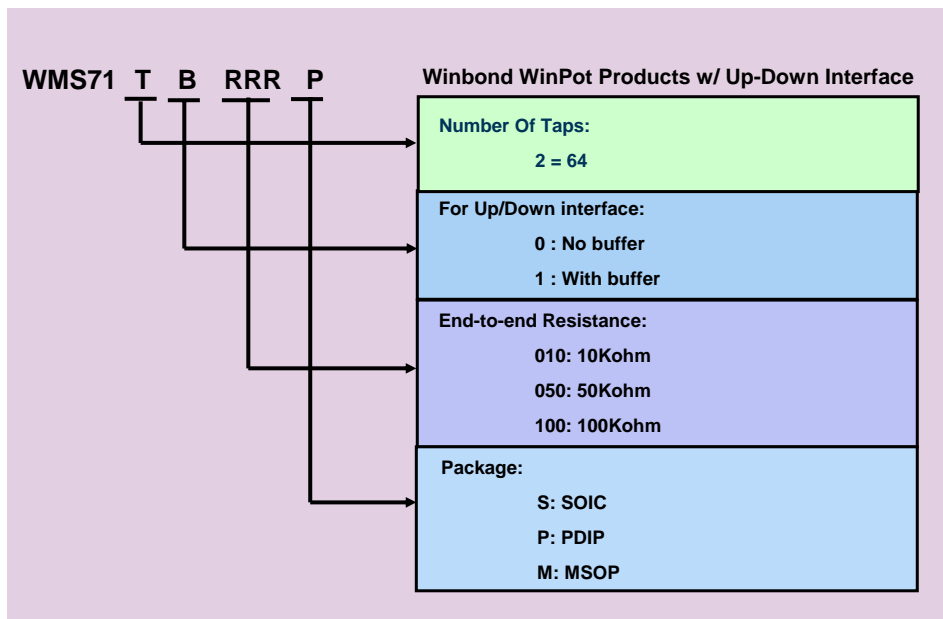 WMS71 T B RRR P
Winbond WinPot Products w/ Up-Down Interface
Number Of Taps:
2 = 64
For Up/Down interface:
0 : No buffer
1 : With buffer
End-to-end Resistance:
010: 10Kohm
050: 50Kohm
100: 100Kohm
Package:
S: SOIC
P: PDIP
M: MSOP